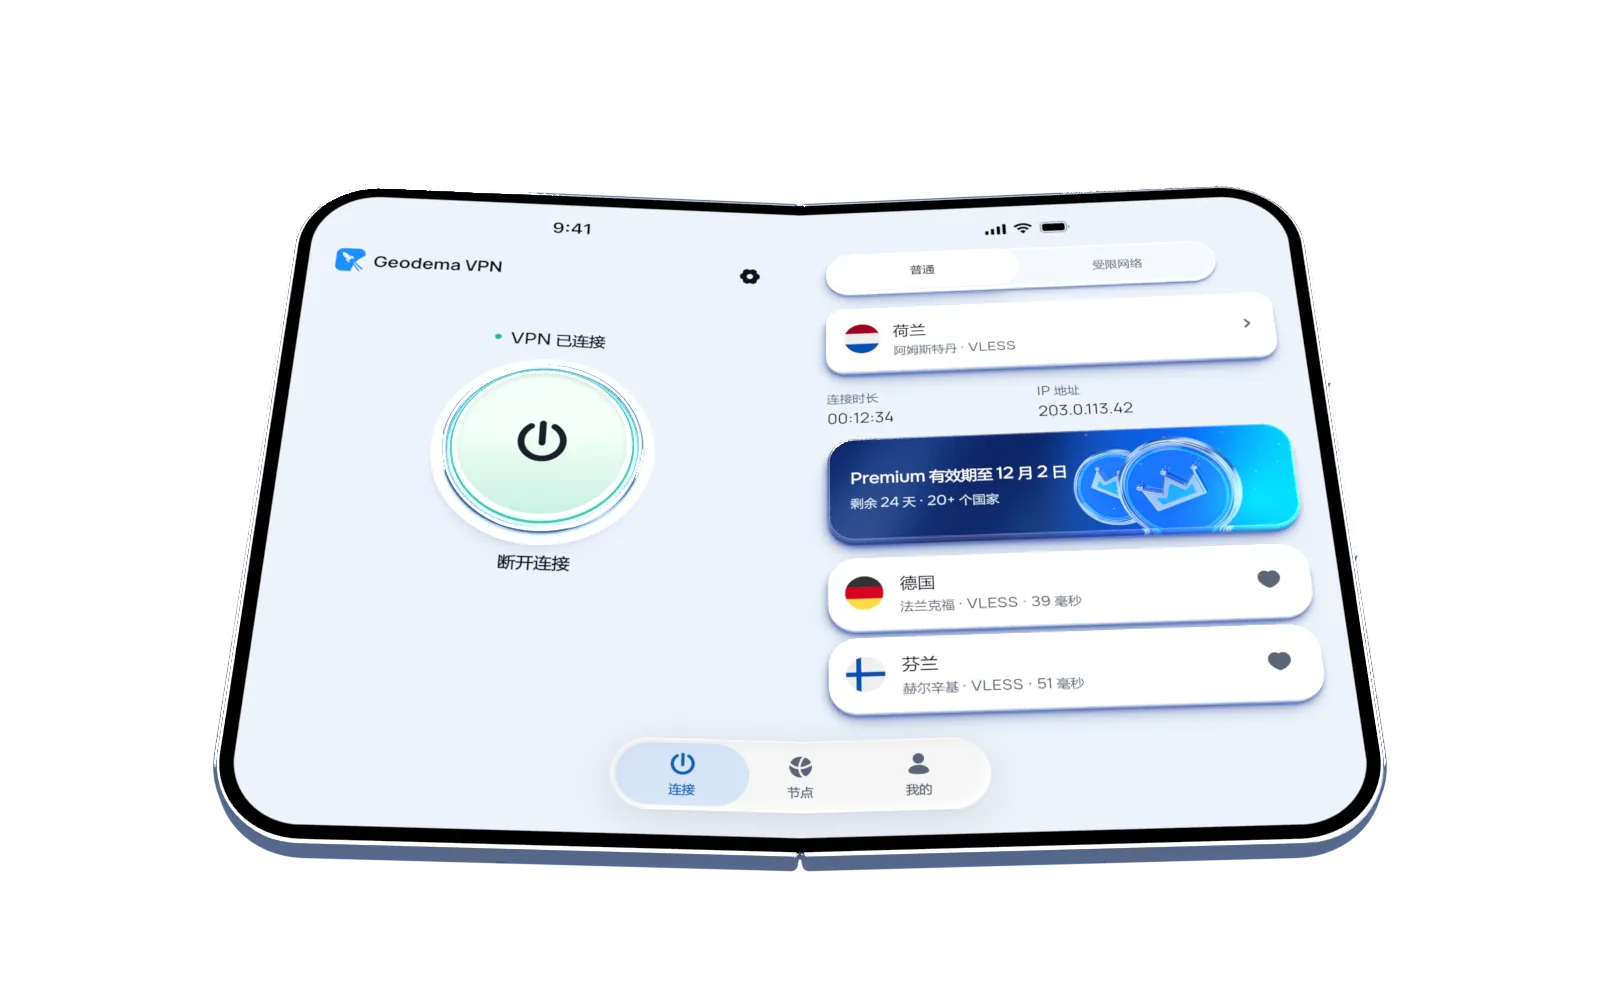 9:41
Geodema VPN
VPN 已连接
断开连接
普通
受限网络
荷兰
阿姆斯特丹 · VLESS
连接时长
00:12:34
IP 地址
203.0.113.42
Premium 有效期至 12 月 2 日
剩余 24 天 · 20+ 个国家
德国
法兰克福 · VLESS · 39 毫秒
芬兰
赫尔辛基 · VLESS · 51 毫秒
连接
节点
我的